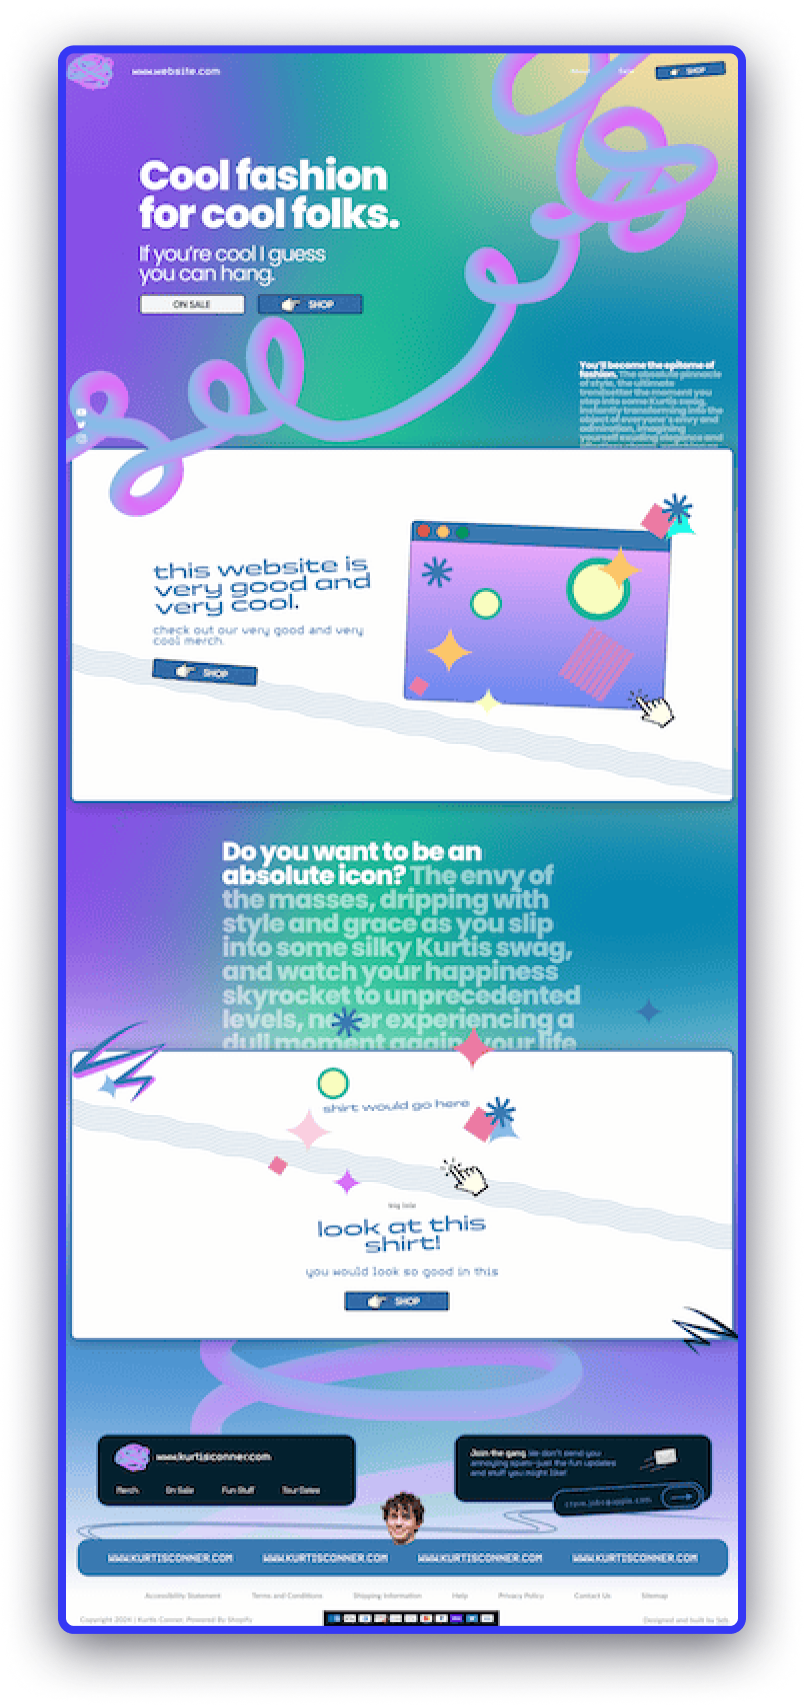 www.website.com
About
Sale
SHOP
Cool fashion
for cool folks.
If you're cool I guess
you can hang.
ON SALE
SHOP
You'll become the epitome of
fashion. The absolute pinnacle
of style, the ultimate
trendsetter the moment you
step into some Kurtis swag,
instantly transforming into the
object of everyone's envy and
admiration, imagining
yourself exuding elegance and
this website is
very good and
very cool.
check out our very good and very
cool merch.
SHOP
Do you want to be an
absolute icon? The envy of
the masses, dripping with
style and grace as you slip
into some silky Kurtis swag,
and watch your happiness
skyrocket to unprecedented
levels, never experiencing a
dull moment again your life
shirt would go here
look at this
shirt!
you would look so good in this
SHOP
www.kurtisconner.com
Merch
On Sale
Fun Stuff
Tour Dates
Join the gang We don't send you
annoying spam—just the fun updates
and stuff you might like!
steve.jobs@apple.com
WWW.KURTISCONNER.COM
WWW.KURTISCONNER.COM
WWW.KURTISCONNER.COM
WWW.KURTISCONNER.COM
Accessibility Statement
Terms and Conditions
Shipping Information
Help
Privacy Policy
Contact Us
Sitemap
Copyright 2024 | Kurtis Conner, Powered By Shopify
Designed and built by Seb